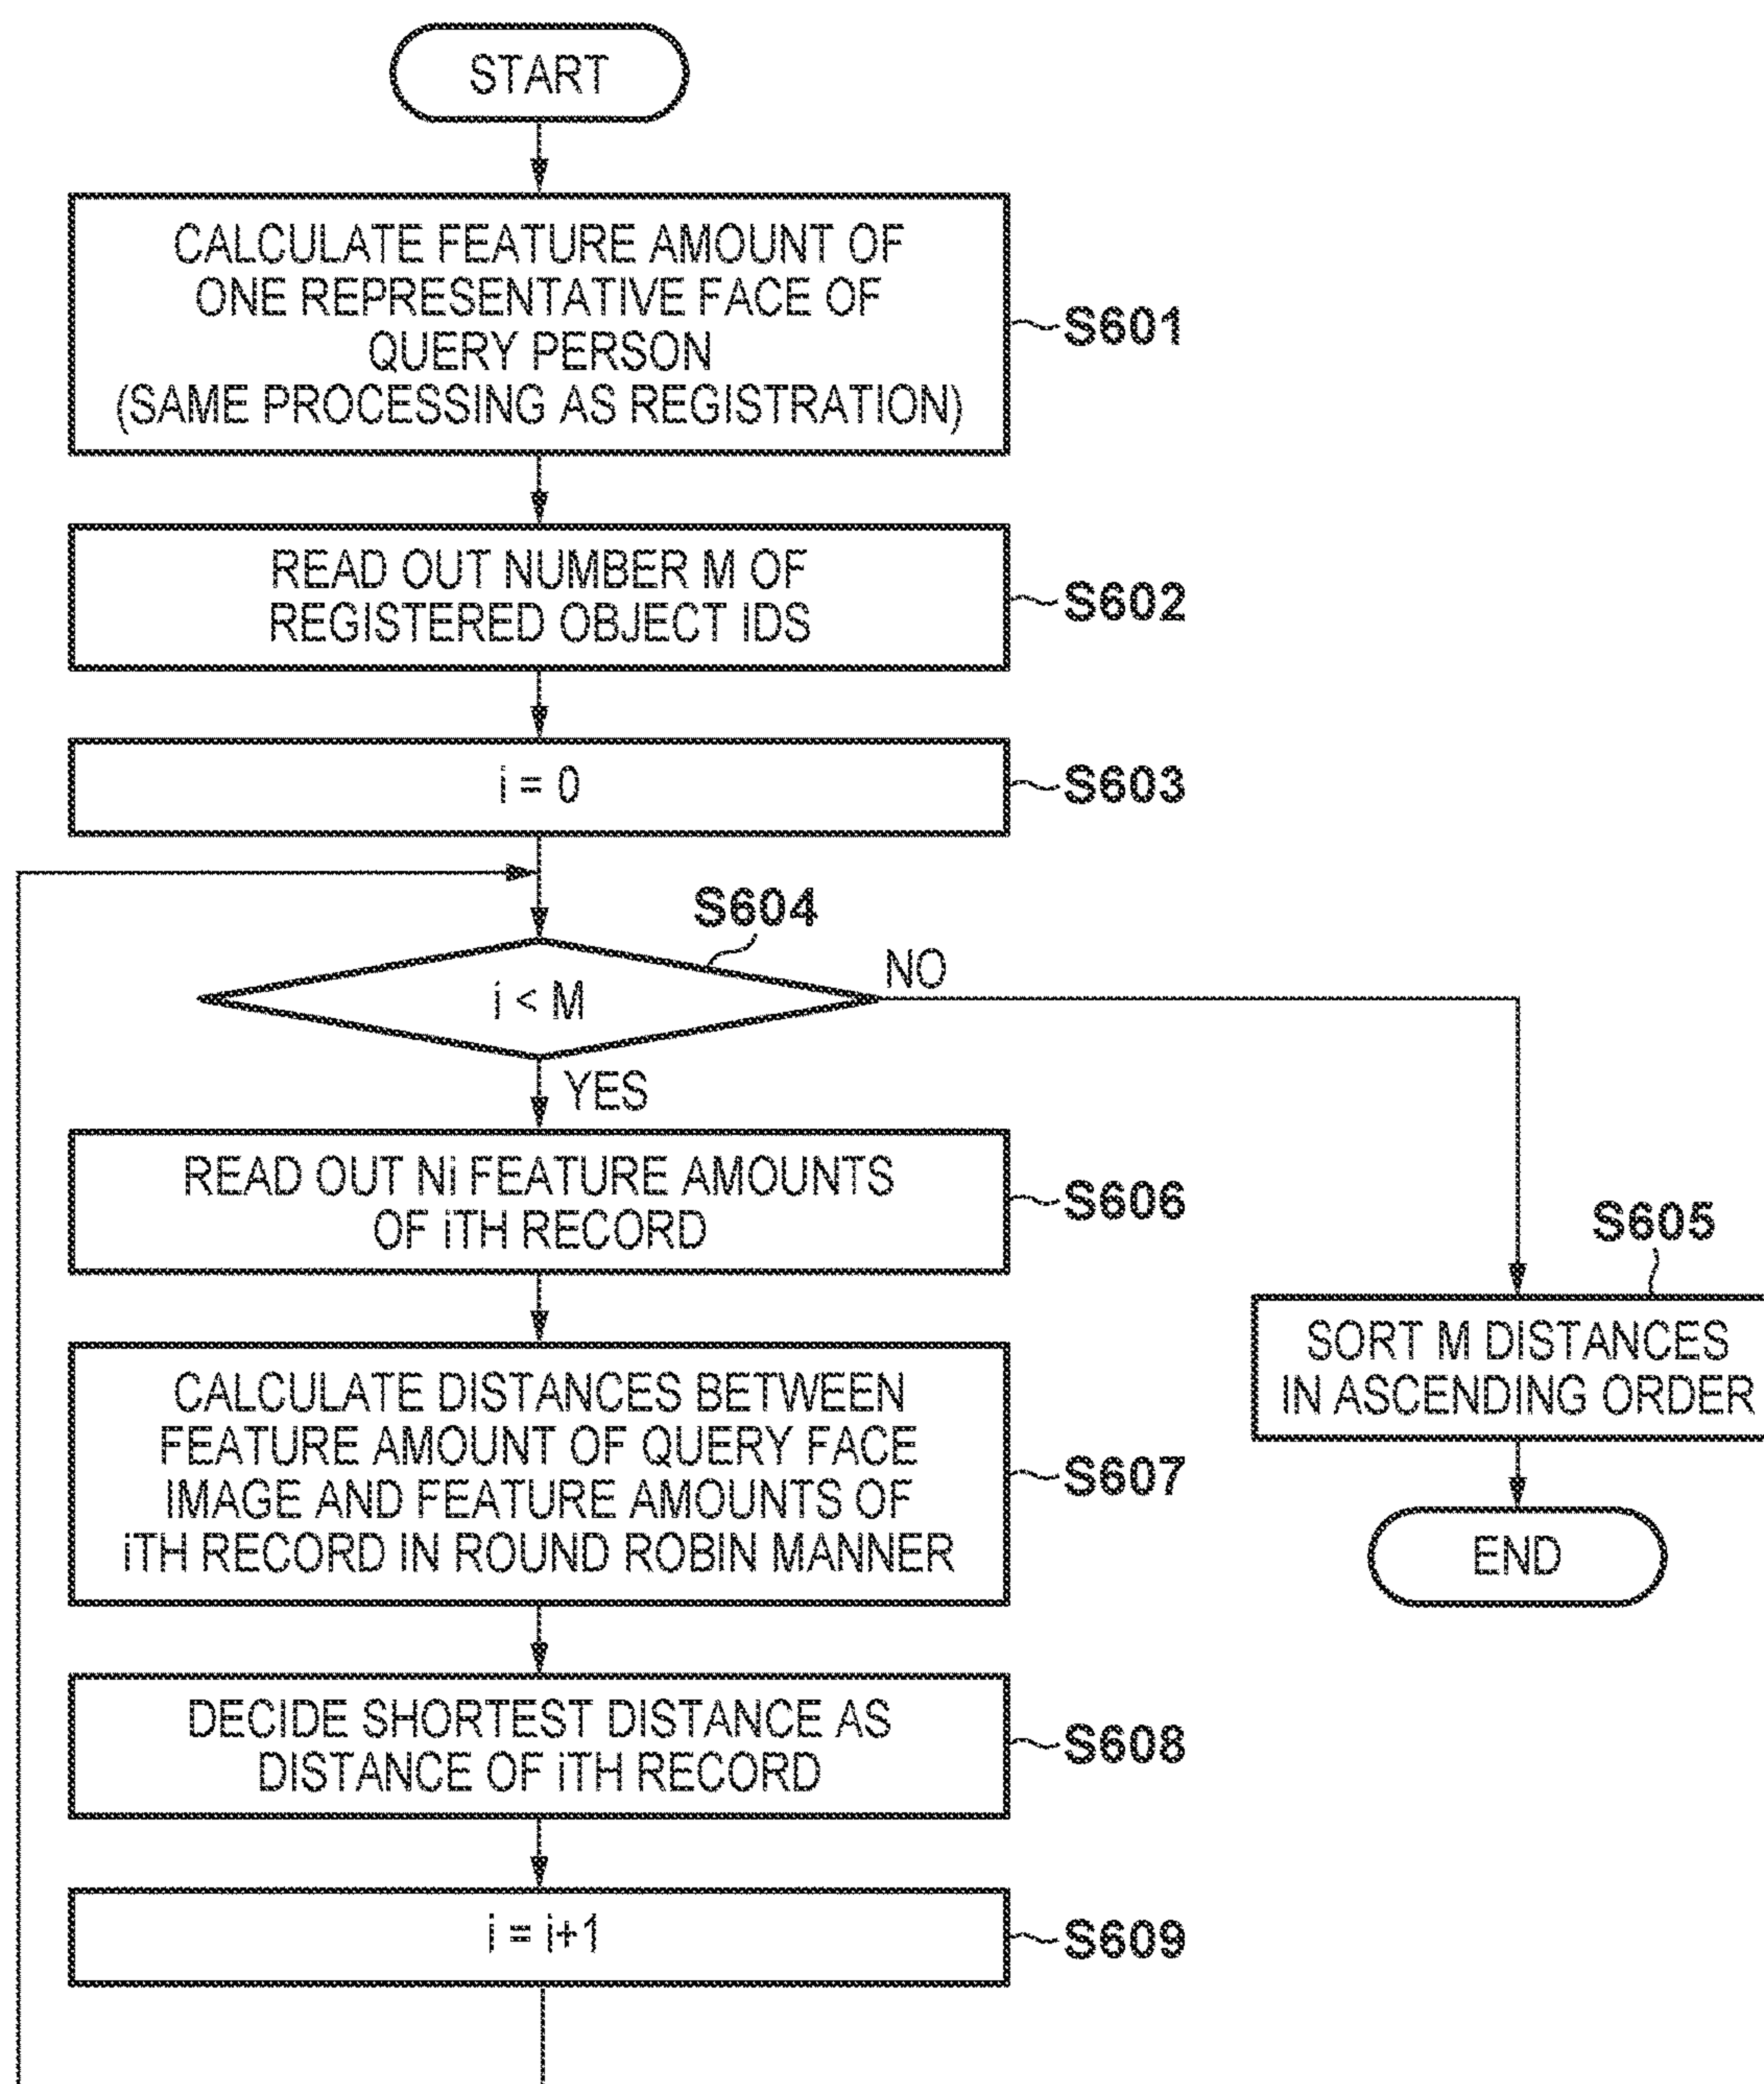 START
CALCULATE FEATURE AMOUNT OF
ONE REPRESENTATIVE FACE OF
QUERY PERSON
(SAME PROCESSING AS REGISTRATION)
S601
READ OUT NUMBER M OF
REGISTERED OBJECT IDS
S602
i = 0
S603
S604
i < M
NO
YES
READ OUT Ni FEATURE AMOUNTS
OF iTH RECORD
S606
S605
SORT M DISTANCES
IN ASCENDING ORDER
CALCULATE DISTANCES BETWEEN
FEATURE AMOUNT OF QUERY FACE
IMAGE AND FEATURE AMOUNTS OF
iTH RECORD IN ROUND ROBIN MANNER
S607
END
DECIDE SHORTEST DISTANCE AS
DISTANCE OF iTH RECORD
S608
i = i+1
S609